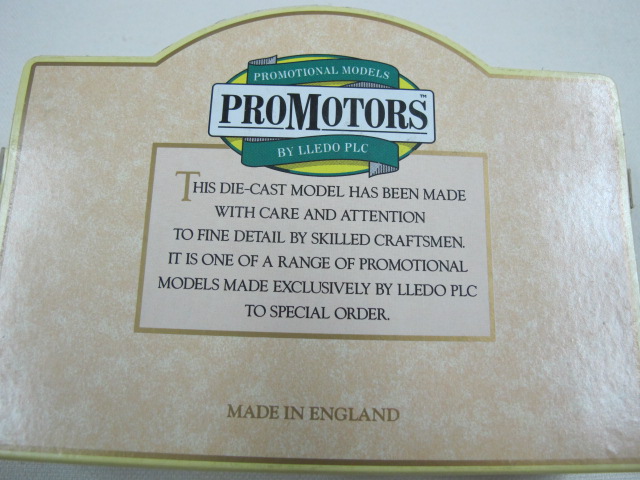 PROMOTIONAL MODELS
PROMOTORS™
BY LLEDO PLC
THIS DIE-CAST MODEL HAS BEEN MADE
WITH CARE AND ATTENTION
TO FINE DETAIL BY SKILLED CRAFTSMEN.
IT IS ONE OF A RANGE OF PROMOTIONAL
MODELS MADE EXCLUSIVELY BY LLEDO PLC
TO SPECIAL ORDER.
MADE IN ENGLAND